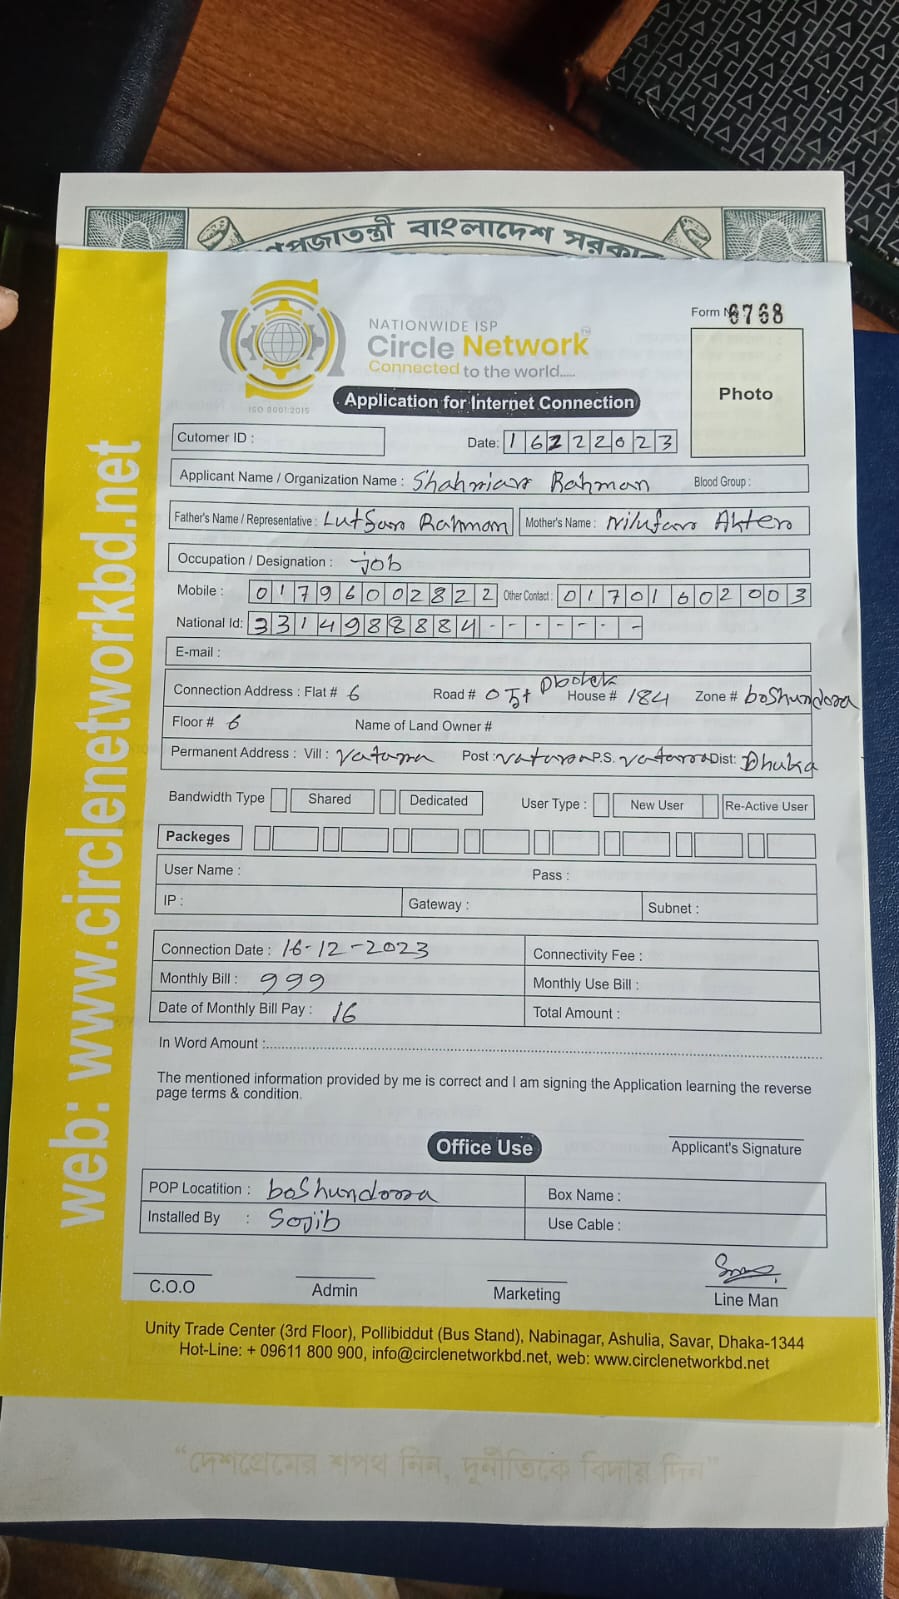 গণপ্রজাতন্ত্রী বাংলাদেশ সরকার
NATIONWIDE ISP
Circle Network™
Connected to the world.....
ISO 9001:2015
Form № 6768
Photo
Application for Internet Connection
Cutomer ID :
Date: 16222023
Applicant Name / Organization Name : Shahriar Rahman
Blood Group :
Father's Name / Representative : Lutfar Rahman
Mother's Name : Nilufar Akter
Occupation / Designation : job
Mobile : 01796002822 Other Contact : 01701602003
National Id: 3314988884 - - - - - - -
E-mail :
Connection Address : Flat # 6 Road # House # 184 Zone # boshundora
Floor # 6 Name of Land Owner #
Permanent Address : Vill : Vatara Post : vatara P.S. vatara Dist: Dhaka
Bandwidth Type Shared Dedicated User Type : New User Re-Active User
Packeges
User Name : Pass :
IP : Gateway : Subnet :
Connection Date : 16-12-2023 Connectivity Fee :
Monthly Bill : 999 Monthly Use Bill :
Date of Monthly Bill Pay : 16 Total Amount :
In Word Amount :
The mentioned information provided by me is correct and I am signing the Application learning the reverse
page terms & condition.
Office Use
Applicant's Signature
POP Locatition : boshundora Box Name :
Installed By : Sojib Use Cable :
C.O.O Admin Marketing Line Man
Unity Trade Center (3rd Floor), Pollibiddut (Bus Stand), Nabinagar, Ashulia, Savar, Dhaka-1344
Hot-Line: + 09611 800 900, info@circlenetworkbd.net, web: www.circlenetworkbd.net
web: www.circlenetworkbd.net
“দেশপ্রেমের শপথ নিন, দূর্নীতিকে বিদায় দিন”